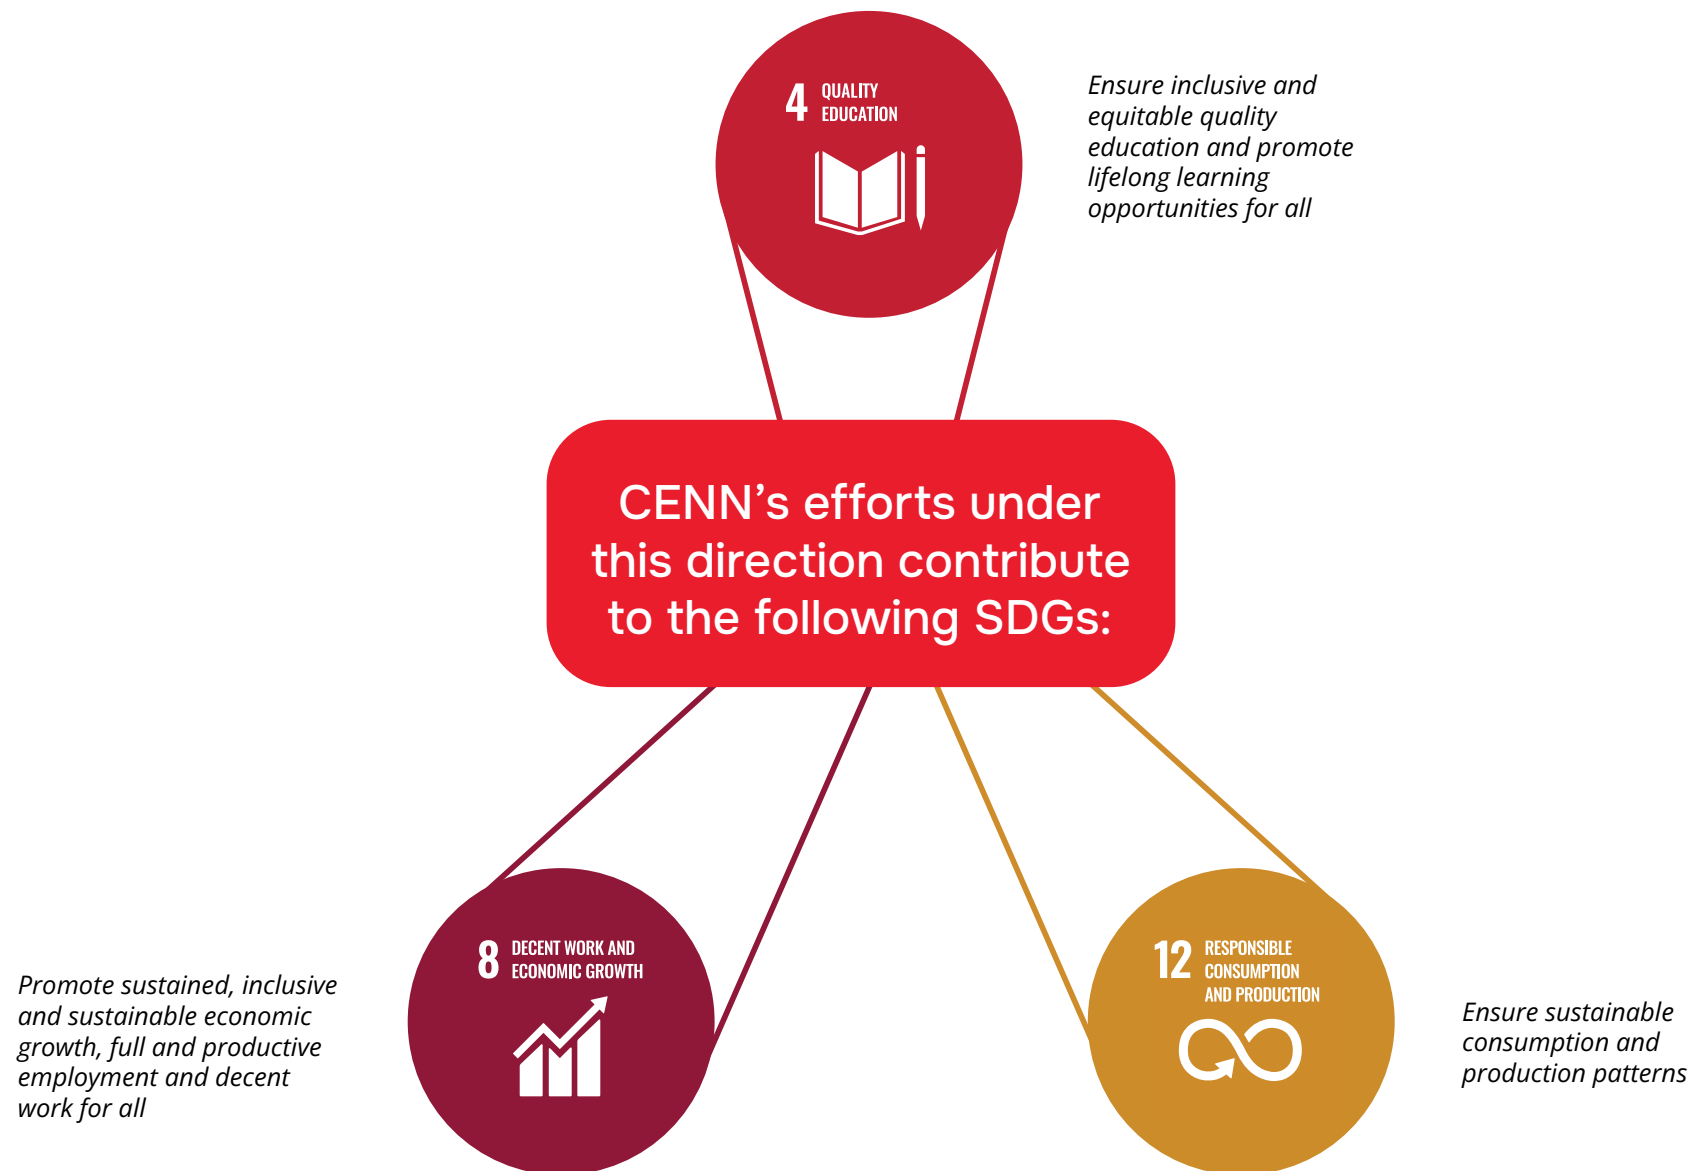 4 QUALITY
EDUCATION
Ensure inclusive and
equitable quality
education and promote
lifelong learning
opportunities for all
CENN’s efforts under
this direction contribute
to the following SDGs:
8 DECENT WORK AND
ECONOMIC GROWTH
Promote sustained, inclusive
and sustainable economic
growth, full and productive
employment and decent
work for all
12 RESPONSIBLE
CONSUMPTION
AND PRODUCTION
Ensure sustainable
consumption and
production patterns